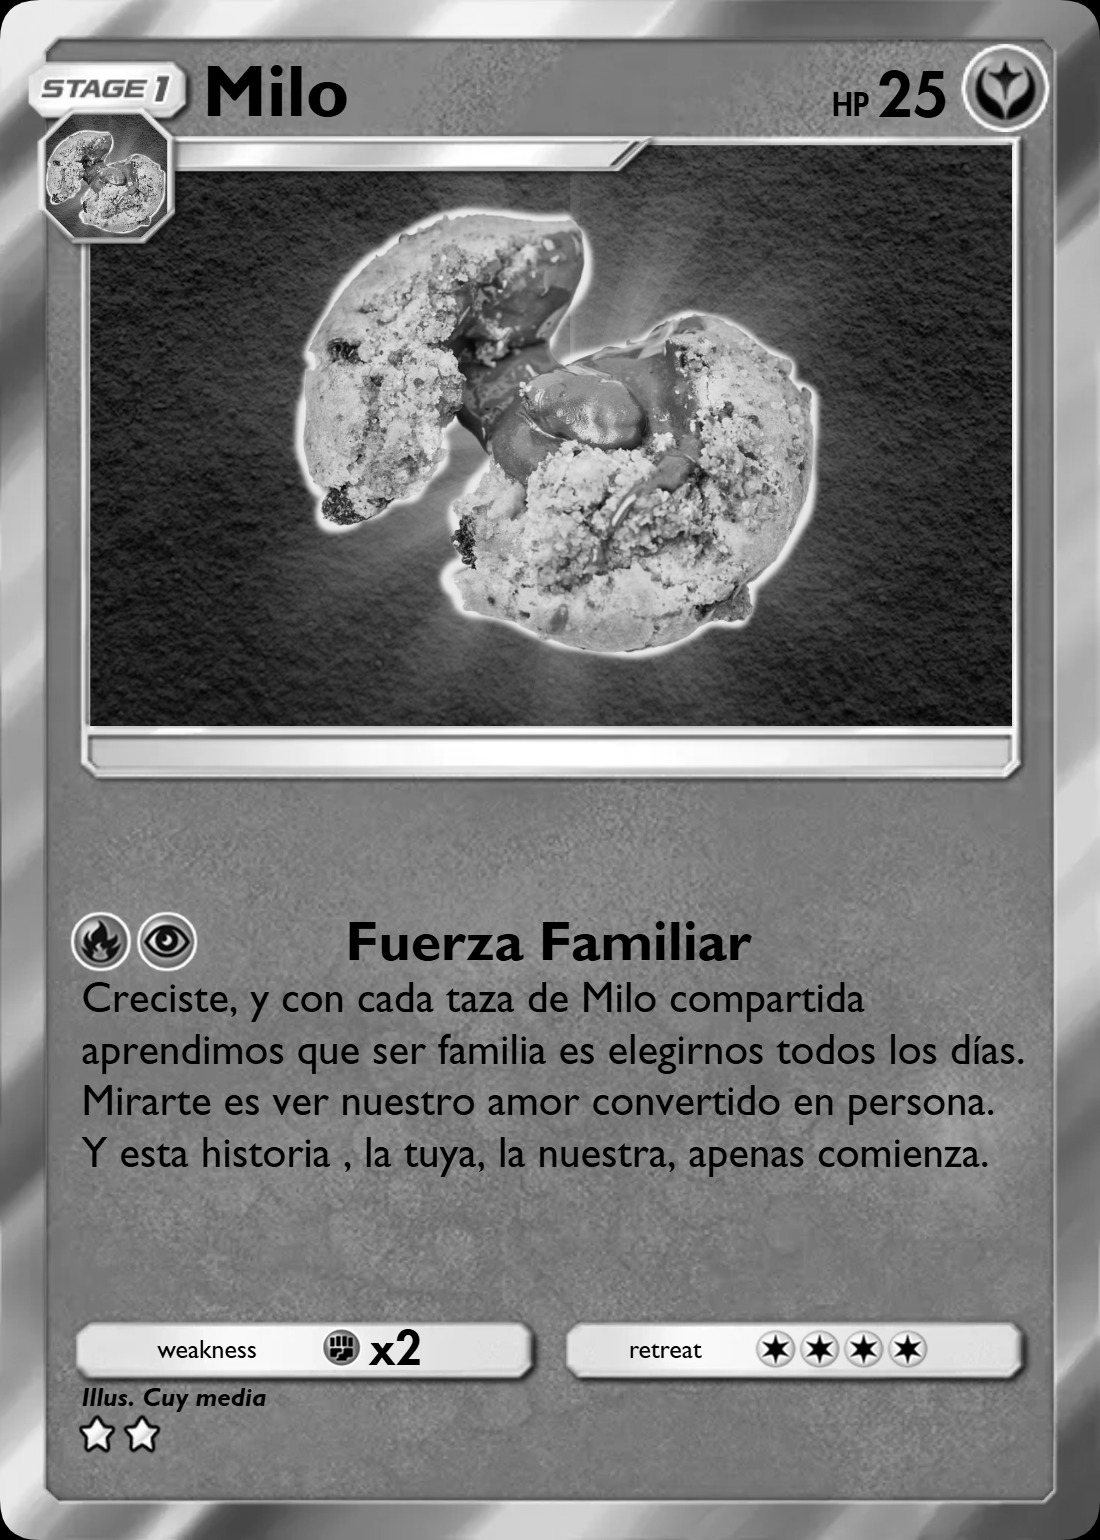 STAGE 1
Milo
HP 25
Fuerza Familiar
Creciste, y con cada taza de Milo compartida
aprendimos que ser familia es elegirnos todos los días.
Mirarte es ver nuestro amor convertido en persona.
Y esta historia , la tuya, la nuestra, apenas comienza.
weakness x2
retreat
Illus. Cuy media